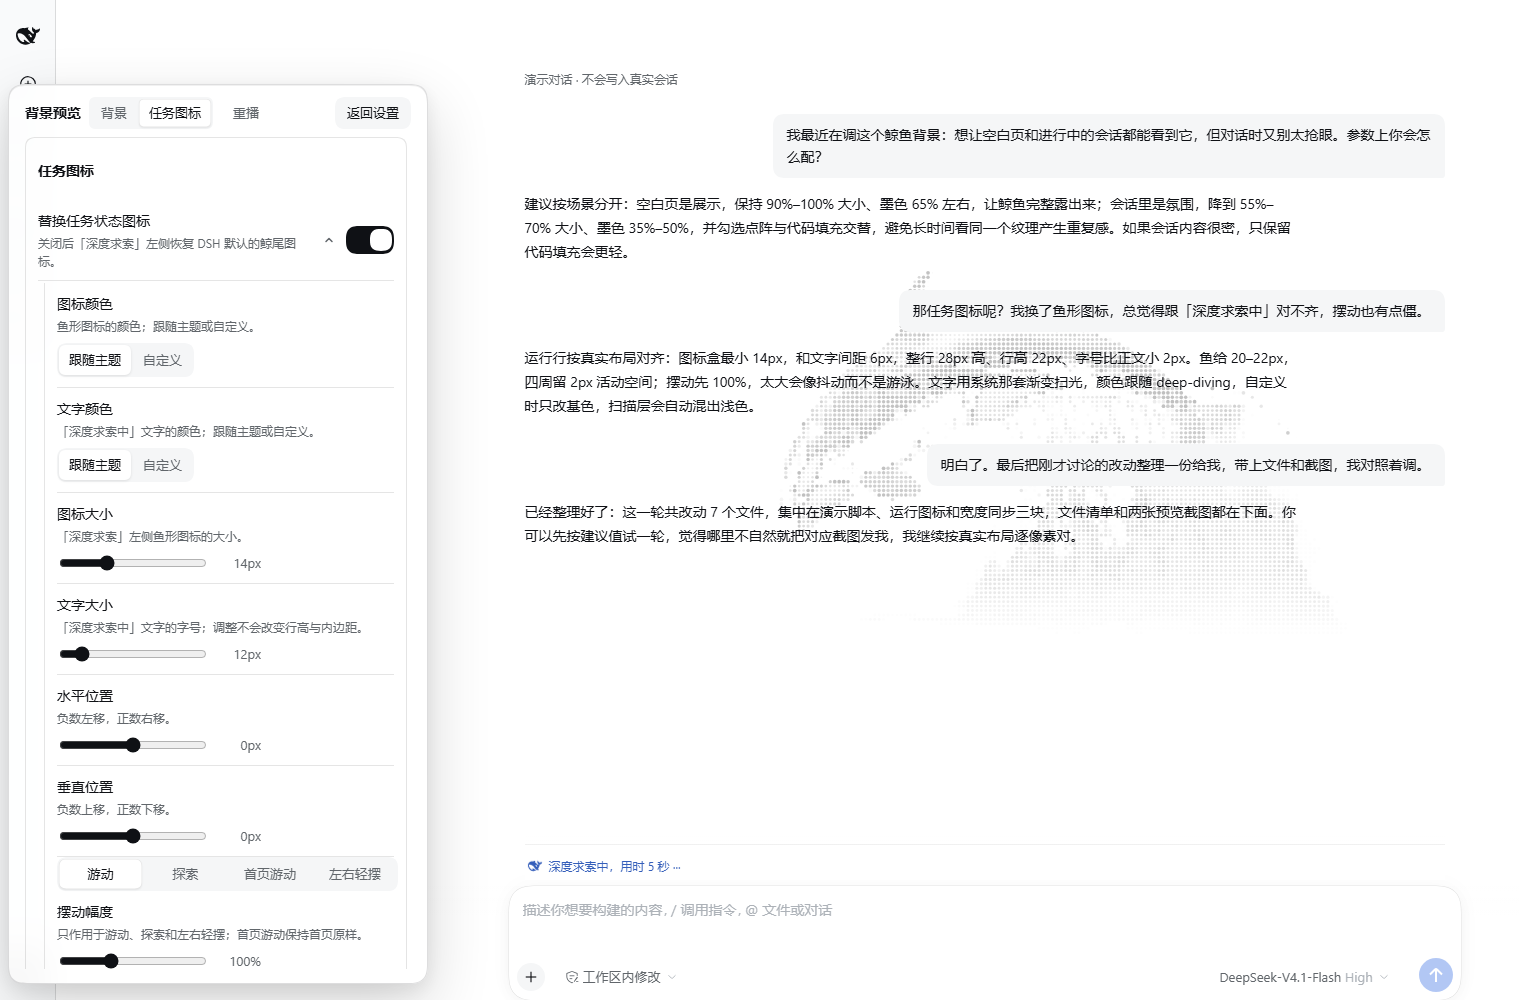 背景预览
背景
任务图标
重播
返回设置
任务图标
替换任务状态图标
关闭后「深度求索」左侧恢复 DSH 默认的鲸尾图
标。
图标颜色
鱼形图标的颜色；跟随主题或自定义。
跟随主题
自定义
文字颜色
「深度求索中」文字的颜色；跟随主题或自定义。
跟随主题
自定义
图标大小
「深度求索」左侧鱼形图标的大小。
14px
文字大小
「深度求索中」文字的字号；调整不会改变行高与内边距。
12px
水平位置
负数左移，正数右移。
0px
垂直位置
负数上移，正数下移。
0px
游动
探索
首页游动
左右轻摆
摆动幅度
只作用于游动、探索和左右轻摆；首页游动保持首页原样。
100%
演示对话 · 不会写入真实会话
我最近在调这个鲸鱼背景：想让空白页和进行中的会话都能看到它，但对话时又别太抢眼。参数上你会怎
么配？
建议按场景分开：空白页是展示，保持 90%–100% 大小、墨色 65% 左右，让鲸鱼完整露出来；会话里是氛围，降到 55%–
70% 大小、墨色 35%–50%，并勾选点阵与代码填充交替，避免长时间看同一个纹理产生重复感。如果会话内容很密，只保留
代码填充会更轻。
那任务图标呢？我换了鱼形图标，总觉得跟「深度求索中」对不齐，摆动也有点僵。
运行行按真实布局对齐：图标盒最小 14px，和文字间距 6px，整行 28px 高、行高 22px、字号比正文小 2px。鱼给 20–22px，
四周留 2px 活动空间；摆动先 100%，太大会像抖动而不是游泳。文字用系统那套渐变扫光，颜色跟随 deep-diving，自定义
时只改基色，扫描层会自动混出浅色。
明白了。最后把刚才讨论的改动整理一份给我，带上文件和截图，我对照着调。
已经整理好了：这一轮共改动 7 个文件，集中在演示脚本、运行图标和宽度同步三块，文件清单和两张预览截图都在下面。你
可以先按建议值试一轮，觉得哪里不自然就把对应截图发我，我继续按真实布局逐像素对。
深度求索中，用时 5 秒 ···
描述你想要构建的内容, / 调用指令, @ 文件或对话
工作区内修改
DeepSeek-V4.1-Flash High